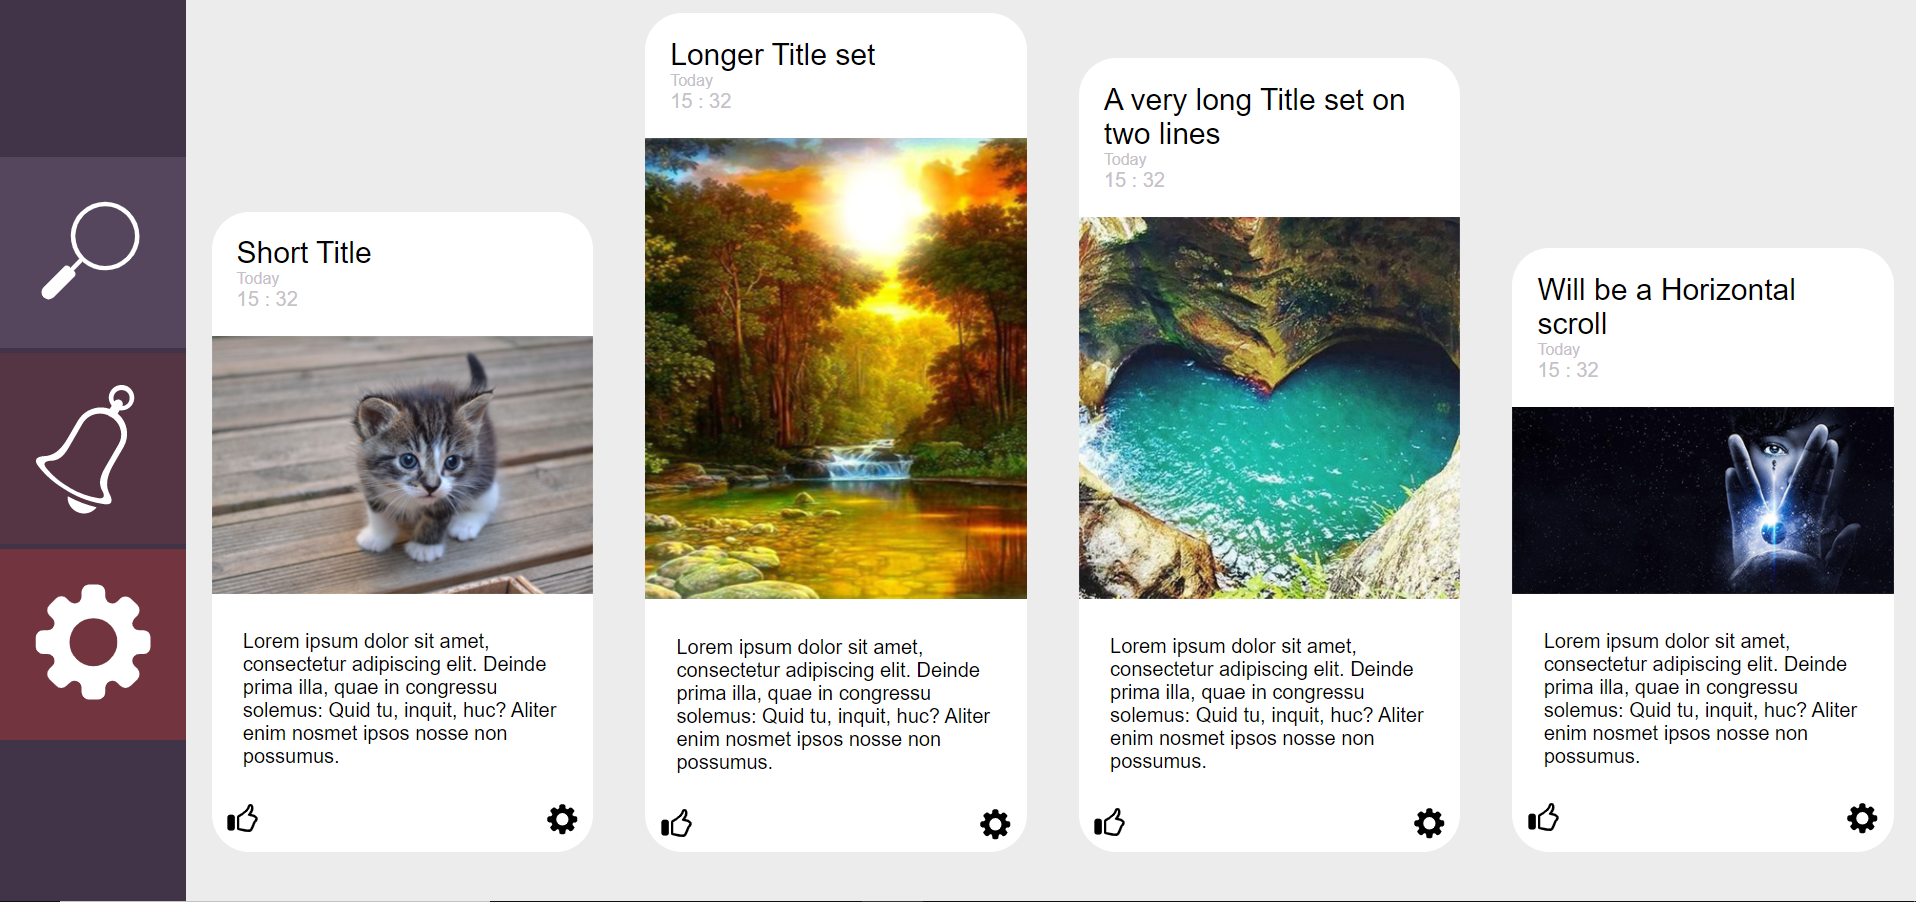 Short Title
Today
15 : 32
Lorem ipsum dolor sit amet,
consectetur adipiscing elit. Deinde
prima illa, quae in congressu
solemus: Quid tu, inquit, huc? Aliter
enim nosmet ipsos nosse non
possumus.
Longer Title set
Today
15 : 32
Lorem ipsum dolor sit amet,
consectetur adipiscing elit. Deinde
prima illa, quae in congressu
solemus: Quid tu, inquit, huc? Aliter
enim nosmet ipsos nosse non
possumus.
A very long Title set on
two lines
Today
15 : 32
Lorem ipsum dolor sit amet,
consectetur adipiscing elit. Deinde
prima illa, quae in congressu
solemus: Quid tu, inquit, huc? Aliter
enim nosmet ipsos nosse non
possumus.
Will be a Horizontal
scroll
Today
15 : 32
Lorem ipsum dolor sit amet,
consectetur adipiscing elit. Deinde
prima illa, quae in congressu
solemus: Quid tu, inquit, huc? Aliter
enim nosmet ipsos nosse non
possumus.